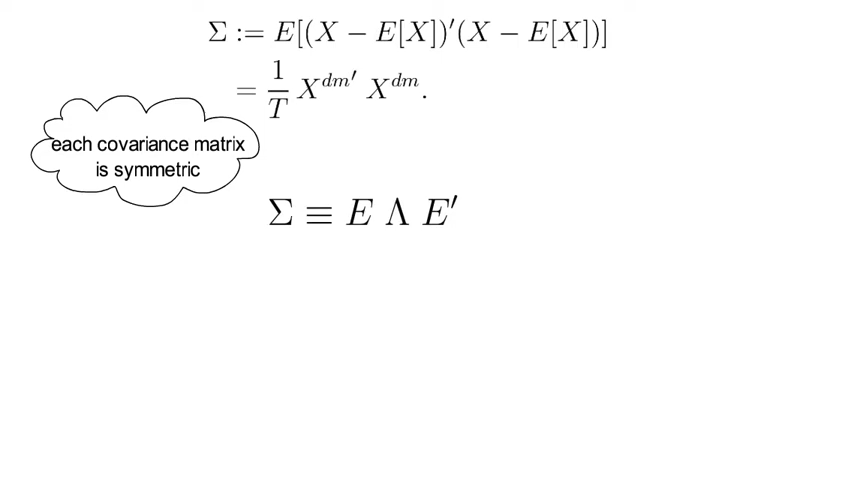 Σ := E[(X − E[X])′(X − E[X])]
= 1/T X^{dm′} X^{dm}.
each covariance matrix
is symmetric
Σ ≡ E Λ E′